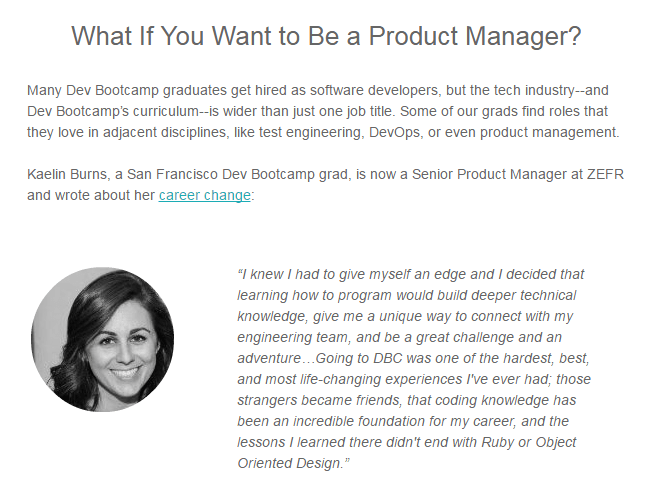 What If You Want to Be a Product Manager?
Many Dev Bootcamp graduates get hired as software developers, but the tech industry--and
Dev Bootcamp's curriculum--is wider than just one job title. Some of our grads find roles that
they love in adjacent disciplines, like test engineering, DevOps, or even product management.
Kaelin Burns, a San Francisco Dev Bootcamp grad, is now a Senior Product Manager at ZEFR
and wrote about her career change:
“I knew I had to give myself an edge and I decided that
learning how to program would build deeper technical
knowledge, give me a unique way to connect with my
engineering team, and be a great challenge and an
adventure…Going to DBC was one of the hardest, best,
and most life-changing experiences I've ever had; those
strangers became friends, that coding knowledge has
been an incredible foundation for my career, and the
lessons I learned there didn't end with Ruby or Object
Oriented Design.”